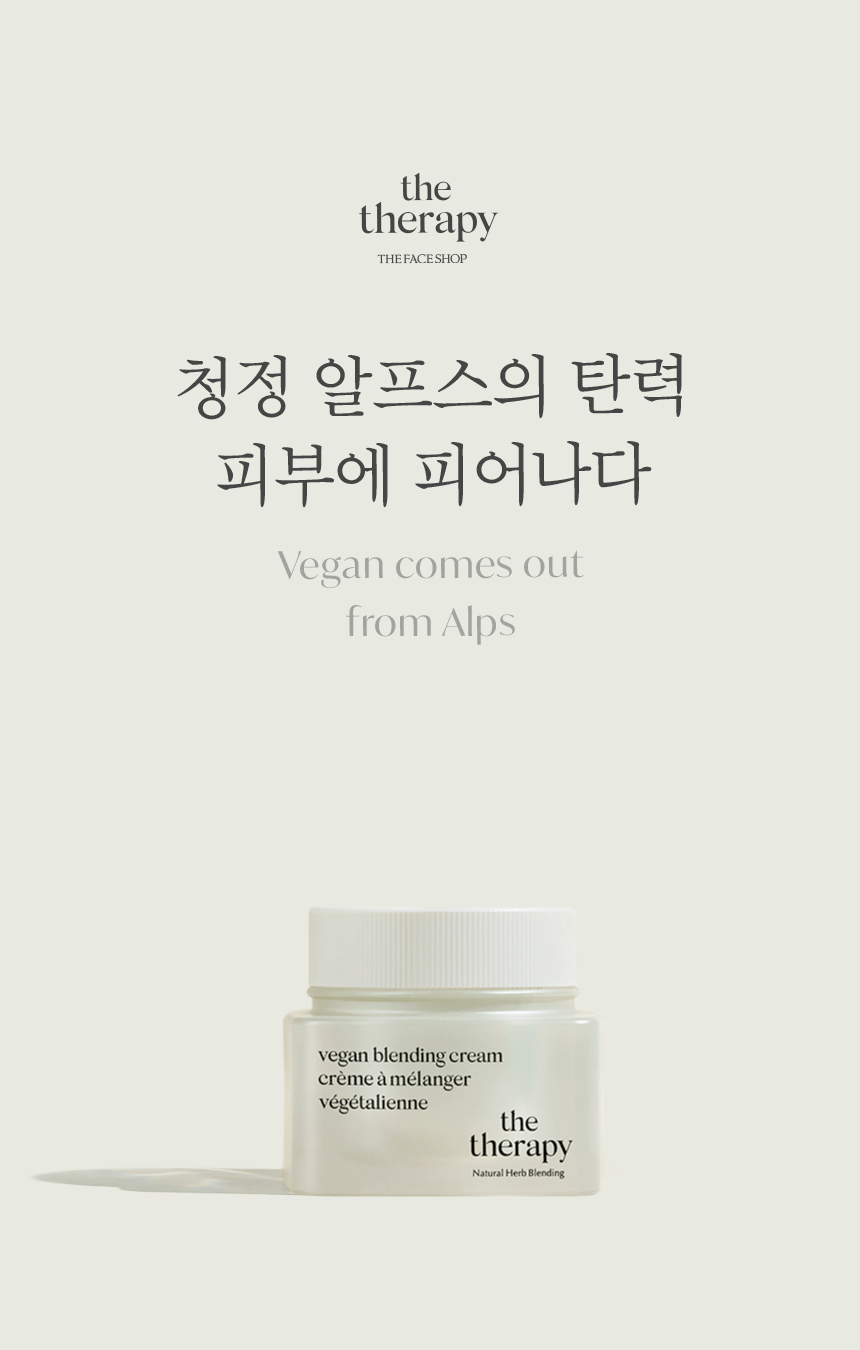 the
therapy
THE FACE SHOP
청정 알프스의 탄력
피부에 피어나다
Vegan comes out
from Alps
vegan blending cream
crème à mélanger
végétalienne
the
therapy
Natural Herb Blending